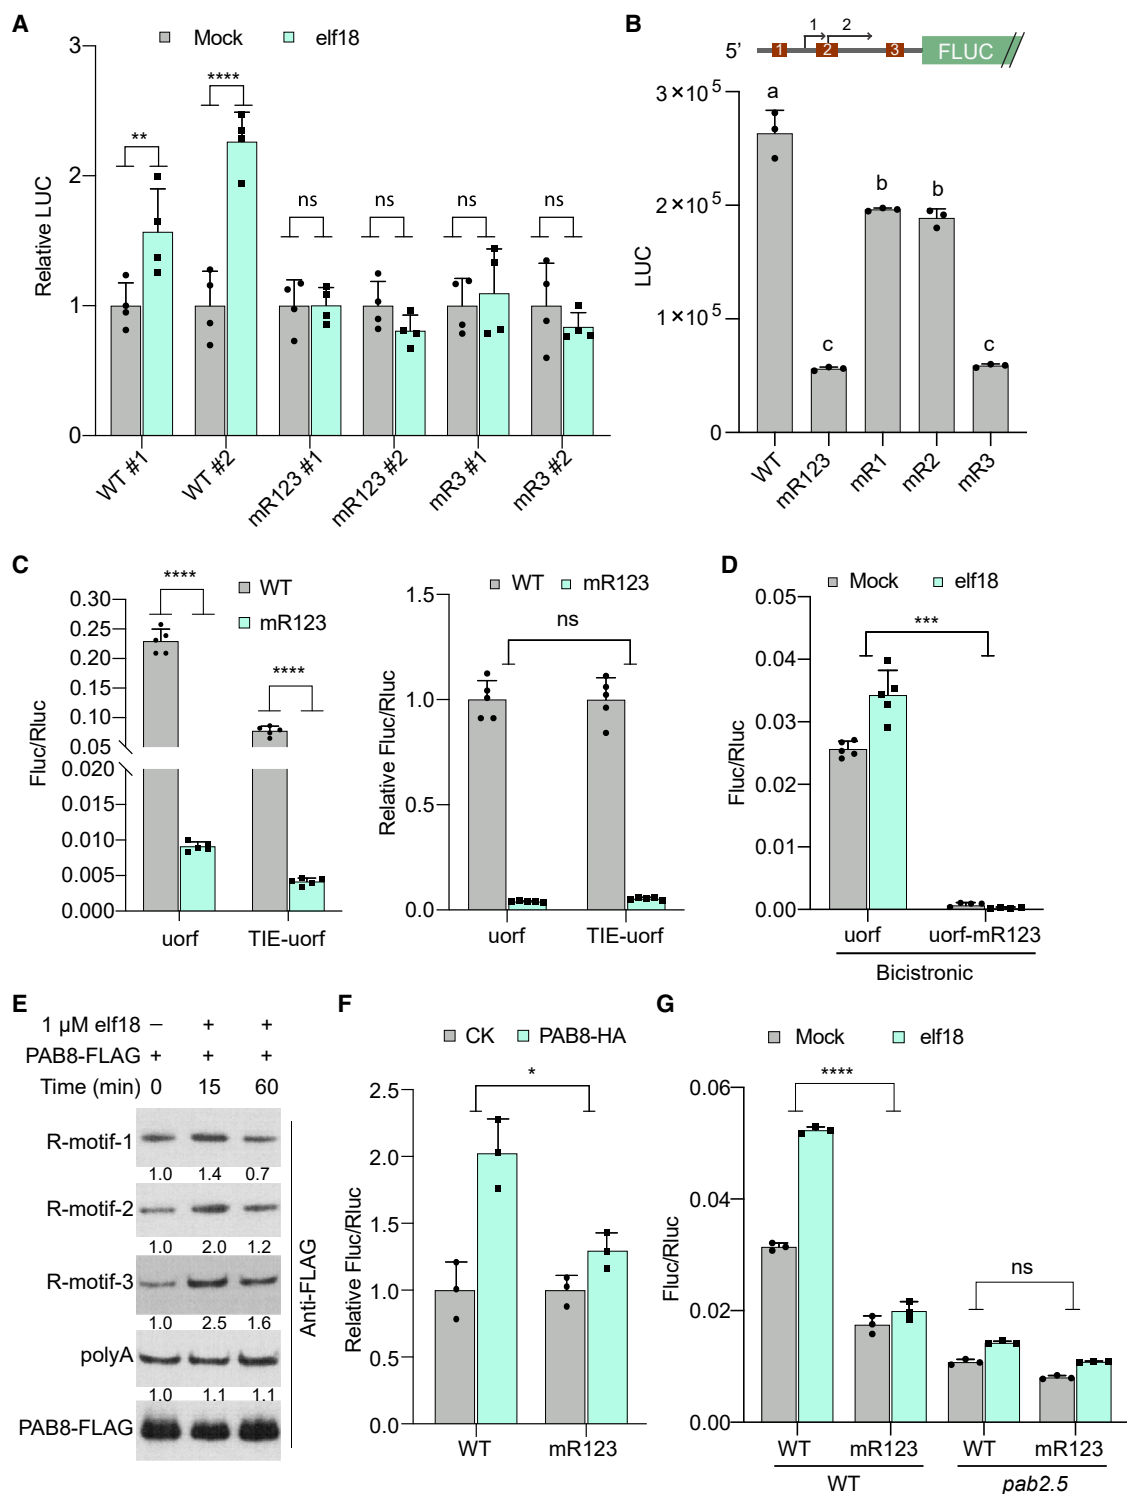 A
Mock
elf18
Relative LUC
3
2
1
0
**
****
ns
ns
ns
ns
WT #1
WT #2
mR123 #1
mR123 #2
mR3 #1
mR3 #2
B
5’
1
2
1
2
3
FLUC
LUC
3×10⁵
2×10⁵
1×10⁵
0
a
c
b
b
c
WT
mR123
mR1
mR2
mR3
C
WT
mR123
Fluc/Rluc
0.30
0.25
0.20
0.15
0.10
0.05
0.020
0.015
0.010
0.005
0.000
****
****
uorf
TIE-uorf
WT
mR123
Relative Fluc/Rluc
1.5
1.0
0.5
0.0
ns
uorf
TIE-uorf
D
Mock
elf18
Fluc/Rluc
0.05
0.04
0.03
0.02
0.01
0.00
***
uorf
uorf-mR123
Bicistronic
E
1 µM elf18 – + +
PAB8-FLAG + + +
Time (min) 0 15 60
R-motif-1
1.0 1.4 0.7
R-motif-2
1.0 2.0 1.2
R-motif-3
1.0 2.5 1.6
polyA
1.0 1.1 1.1
PAB8-FLAG
Anti-FLAG
F
CK
PAB8-HA
Relative Fluc/Rluc
2.5
2.0
1.5
1.0
0.5
0.0
*
WT
mR123
G
Mock
elf18
Fluc/Rluc
0.06
0.04
0.02
0.00
****
ns
WT
mR123
WT
mR123
WT
pab2.5